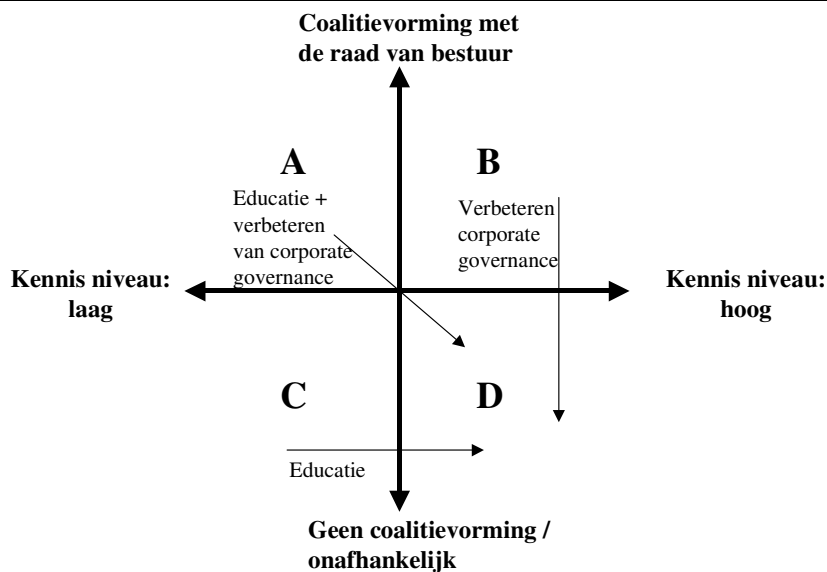 Coalitievorming met
de raad van bestuur
A
B
Educatie +
verbeteren
van corporate
governance
Verbeteren
corporate
governance
Kennis niveau:
laag
Kennis niveau:
hoog
C
D
Educatie
Geen coalitievorming /
onafhankelijk